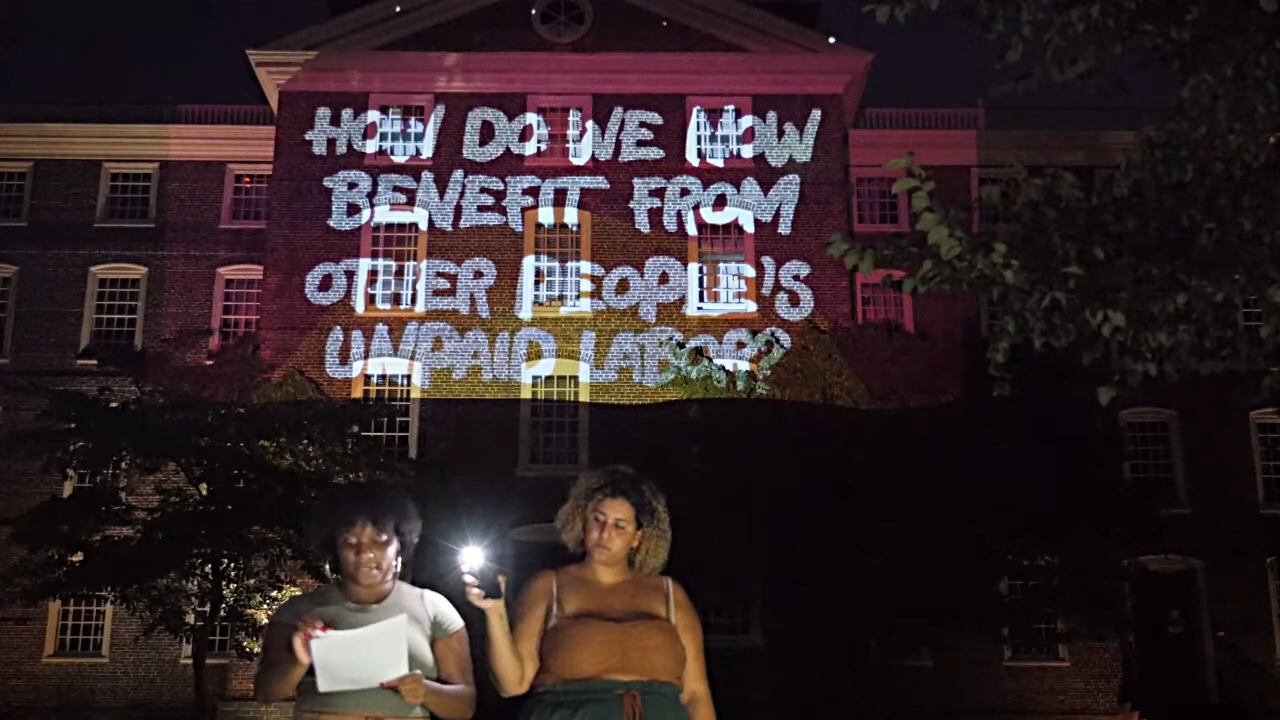 HOW DO WE NOW
BENEFIT FROM
OTHER PEOPLE'S
UNPAID LABOR?